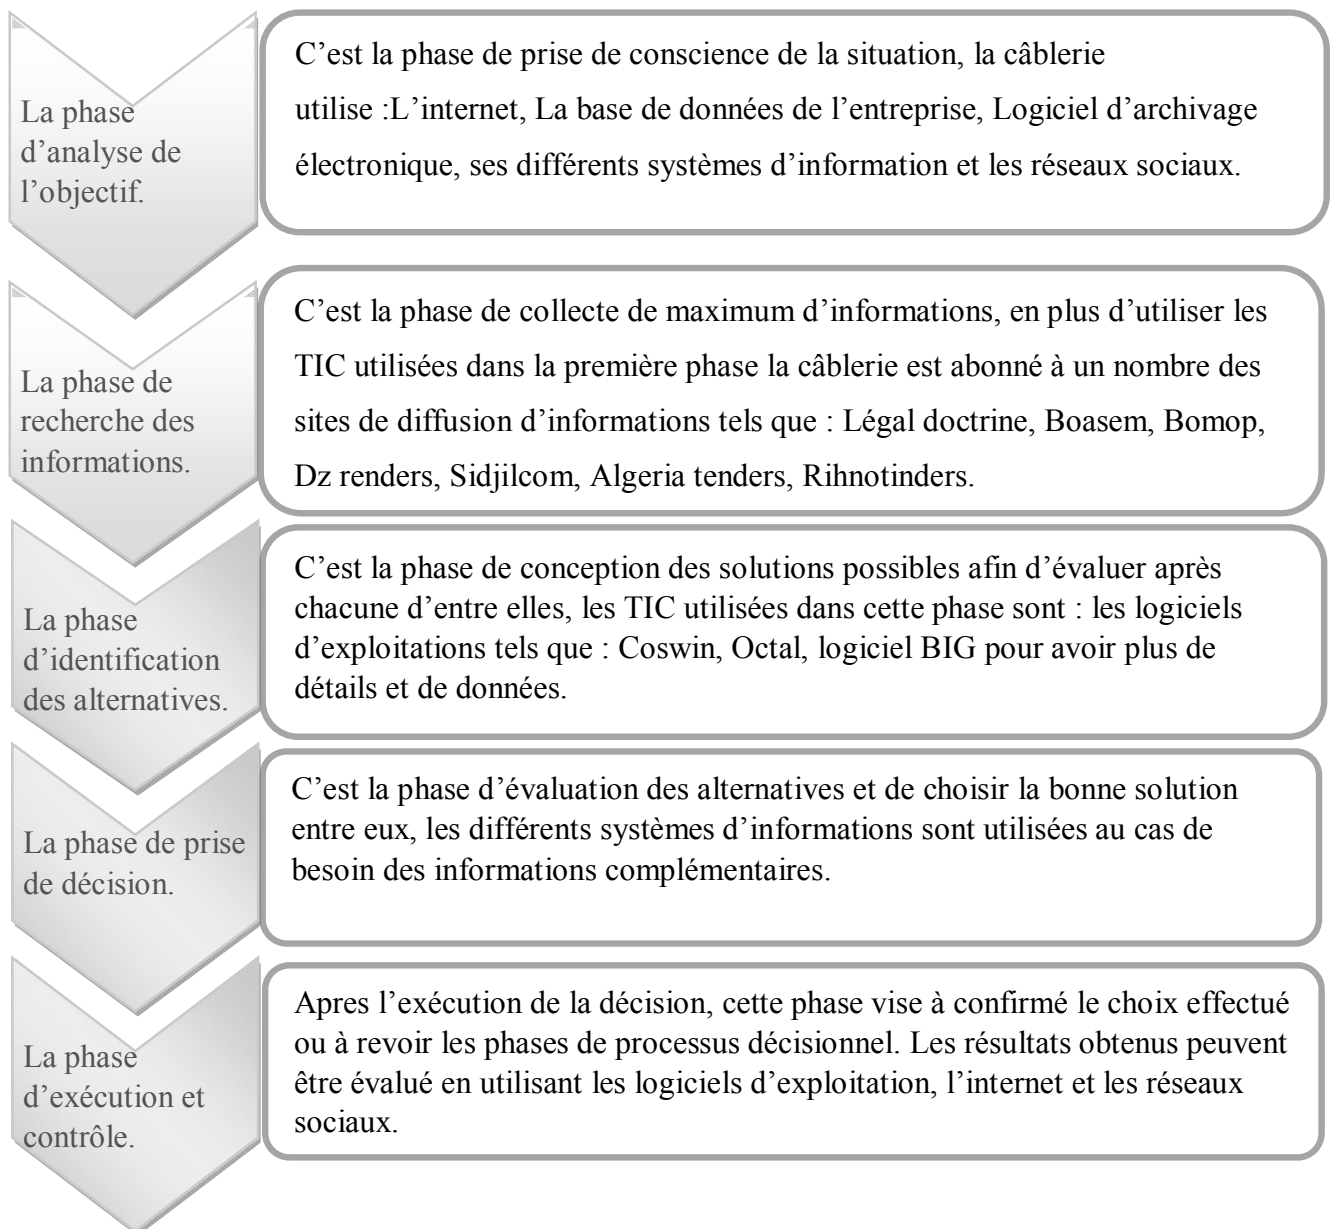 La phase
d’analyse de
l’objectif.
C’est la phase de prise de conscience de la situation, la câblerie
utilise :L’internet, La base de données de l’entreprise, Logiciel d’archivage
électronique, ses différents systèmes d’information et les réseaux sociaux.
La phase de
recherche des
informations.
C’est la phase de collecte de maximum d’informations, en plus d’utiliser les
TIC utilisées dans la première phase la câblerie est abonné à un nombre des
sites de diffusion d’informations tels que : Légal doctrine, Boasem, Bomop,
Dz renders, Sidjilcom, Algeria tenders, Rihnotinders.
La phase
d’identification
des alternatives.
C’est la phase de conception des solutions possibles afin d’évaluer après
chacune d’entre elles, les TIC utilisées dans cette phase sont : les logiciels
d’exploitations tels que : Coswin, Octal, logiciel BIG pour avoir plus de
détails et de données.
La phase de prise
de décision.
C’est la phase d’évaluation des alternatives et de choisir la bonne solution
entre eux, les différents systèmes d’informations sont utilisées au cas de
besoin des informations complémentaires.
La phase
d’exécution et
contrôle.
Apres l’exécution de la décision, cette phase vise à confirmé le choix effectué
ou à revoir les phases de processus décisionnel. Les résultats obtenus peuvent
être évalué en utilisant les logiciels d’exploitation, l’internet et les réseaux
sociaux.